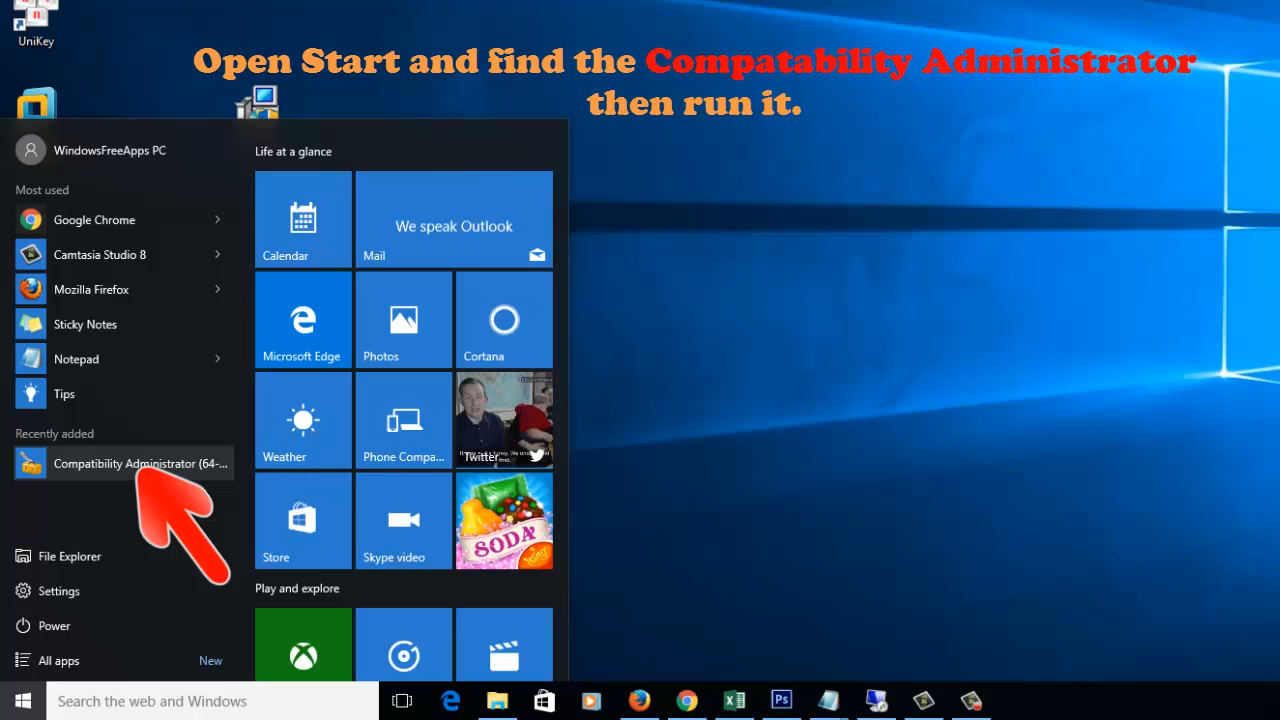 UniKey
Open Start and find the Compatability Administrator
then run it.
WindowsFreeApps PC
Most used
Google Chrome
Camtasia Studio 8
Mozilla Firefox
Sticky Notes
Notepad
Tips
Recently added
Compatibility Administrator (64-...
File Explorer
Settings
Power
All apps
New
Life at a glance
Calendar
We speak Outlook
Mail
Microsoft Edge
Photos
Cortana
Weather
Phone Compa...
Twitter
Store
Skype video
SODA
King
Play and explore
Search the web and Windows
Ps